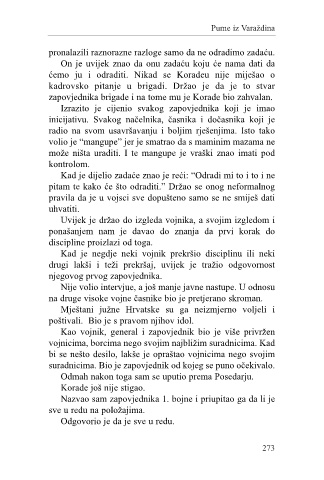 Pume iz Varaždina
pronalazili raznorazne razloge samo da ne odradimo zadaću.
On je uvijek znao da onu zadaću koju će nama dati da
ćemo ju i odraditi. Nikad se Koradeu nije miješao o
kadrovsko pitanje u brigadi. Držao je da je to stvar
zapovjednika brigade i na tome mu je Korade bio zahvalan.
Izrazito je cijenio svakog zapovjednika koji je imao
inicijativu. Svakog načelnika, časnika i dočasnika koji je
radio na svom usavršavanju i boljim rješenjima. Isto tako
volio je “mangupe” jer je smatrao da s maminim mazama ne
može ništa uraditi. I te mangupe je vraški znao imati pod
kontrolom.
Kad je dijelio zadaće znao je reći: “Odradi mi to i to i ne
pitam te kako će što odraditi.” Držao se onog neformalnog
pravila da je u vojsci sve dopušteno samo se ne smiješ dati
uhvatiti.
Uvijek je držao do izgleda vojnika, a svojim izgledom i
ponašanjem nam je davao do znanja da prvi korak do
discipline proizlazi od toga.
Kad je negdje neki vojnik prekršio disciplinu ili neki
drugi lakši i teži prekršaj, uvijek je tražio odgovornost
njegovog prvog zapovjednika.
Nije volio intervjue, a još manje javne nastupe. U odnosu
na druge visoke vojne časnike bio je pretjerano skroman.
Mještani južne Hrvatske su ga neizmjerno voljeli i
poštivali.  Bio je s pravom njihov idol.
Kao vojnik, general i zapovjednik bio je više privržen
vojnicima, borcima nego svojim najbližim suradnicima. Kad
bi se nešto desilo, lakše je opraštao vojnicima nego svojim
suradnicima. Bio je zapovjednik od kojeg se puno očekivalo.
Odmah nakon toga sam se uputio prema Posedarju.
Korade još nije stigao.
Nazvao sam zapovjednika 1. bojne i priupitao ga da li je
sve u redu na položajima.
Odgovorio je da je sve u redu.
273